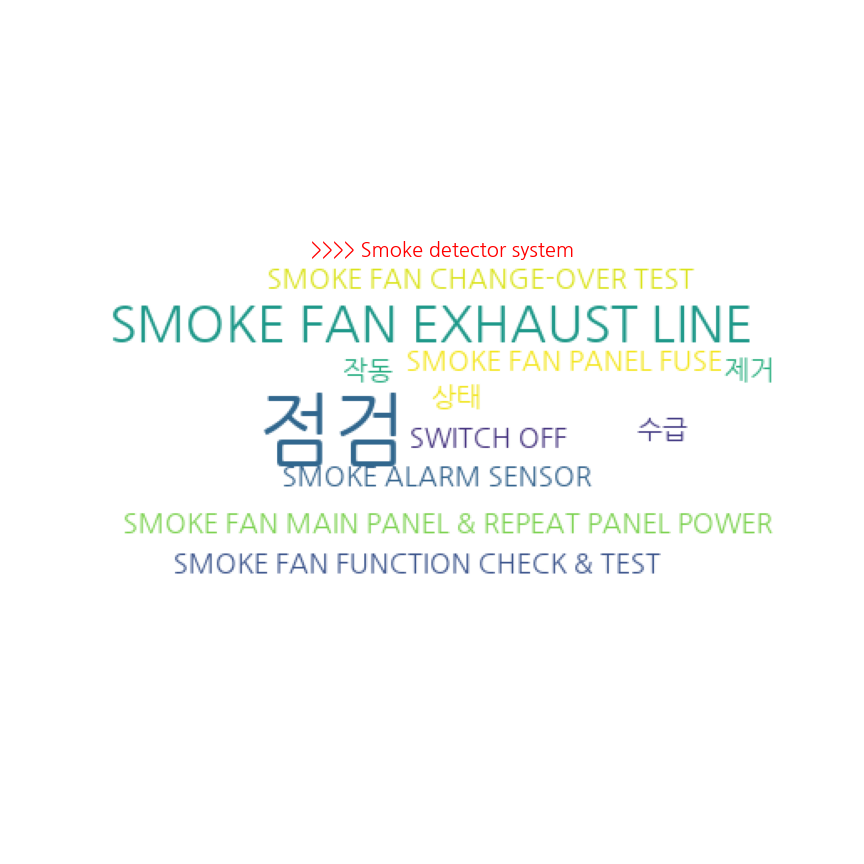 >>>> Smoke detector system
SMOKE FAN CHANGE-OVER TEST
SMOKE FAN EXHAUST LINE
작동 SMOKE FAN PANEL FUSE 제거
상태
점검 SWITCH OFF 수급
SMOKE ALARM SENSOR
SMOKE FAN MAIN PANEL & REPEAT PANEL POWER
SMOKE FAN FUNCTION CHECK & TEST